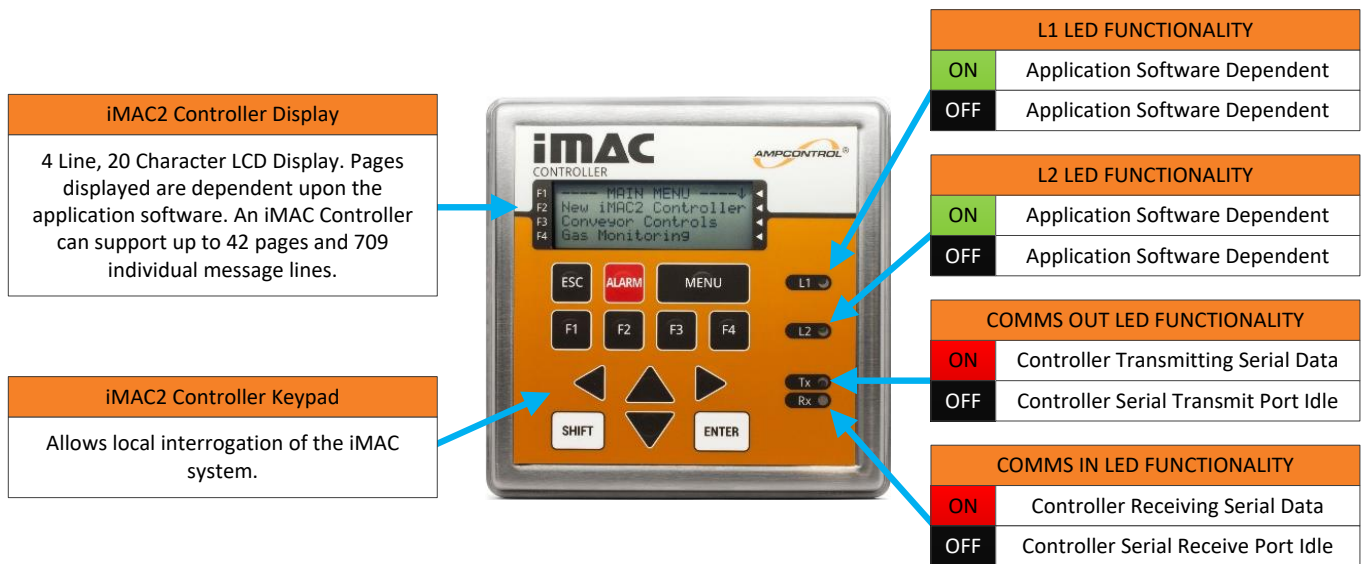 iMAC2 Controller Display
4 Line, 20 Character LCD Display. Pages
displayed are dependent upon the
application software. An iMAC Controller
can support up to 42 pages and 709
individual message lines.
iMAC2 Controller Keypad
Allows local interrogation of the iMAC
system.
iMAC
CONTROLLER
AMPCONTROL®
F1 ---- MAIN MENU ----↓
F2 New iMAC2 Controller
F3 Conveyor Controls
F4 Gas Monitoring
ESC ALARM MENU
L1
F1 F2 F3 F4
L2
Tx
Rx
SHIFT ENTER
L1 LED FUNCTIONALITY
ON Application Software Dependent
OFF Application Software Dependent
L2 LED FUNCTIONALITY
ON Application Software Dependent
OFF Application Software Dependent
COMMS OUT LED FUNCTIONALITY
ON Controller Transmitting Serial Data
OFF Controller Serial Transmit Port Idle
COMMS IN LED FUNCTIONALITY
ON Controller Receiving Serial Data
OFF Controller Serial Receive Port Idle